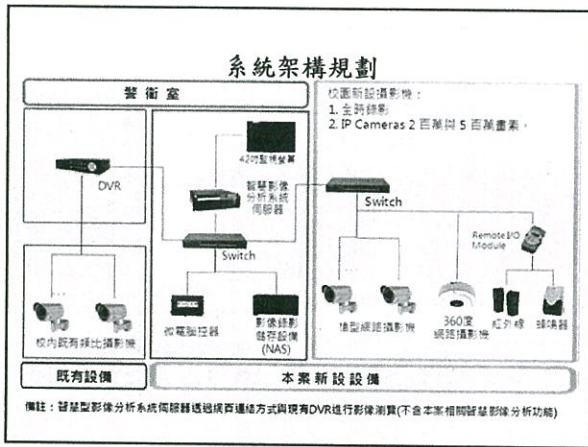 系統架構規劃
警衛室
校園新設攝影機：
1. 全時錄影
2. IP Cameras 2 百萬與 5 百萬畫素。
42吋監視螢幕
DVR
智慧影像
分析系統
伺服器
Switch
Switch
Remote I/O
Module
校內既有類比攝影機
微電腦控器
影像錄影
儲存設備
(NAS)
槍型網路攝影機
360度
網路攝影機
紅外線
蜂鳴器
既有設備
本案新設設備
備註：智慧型影像分析系統伺服器透過網頁連結方式與現有DVR進行影像瀏覽(不含本案相關智慧影像分析功能)